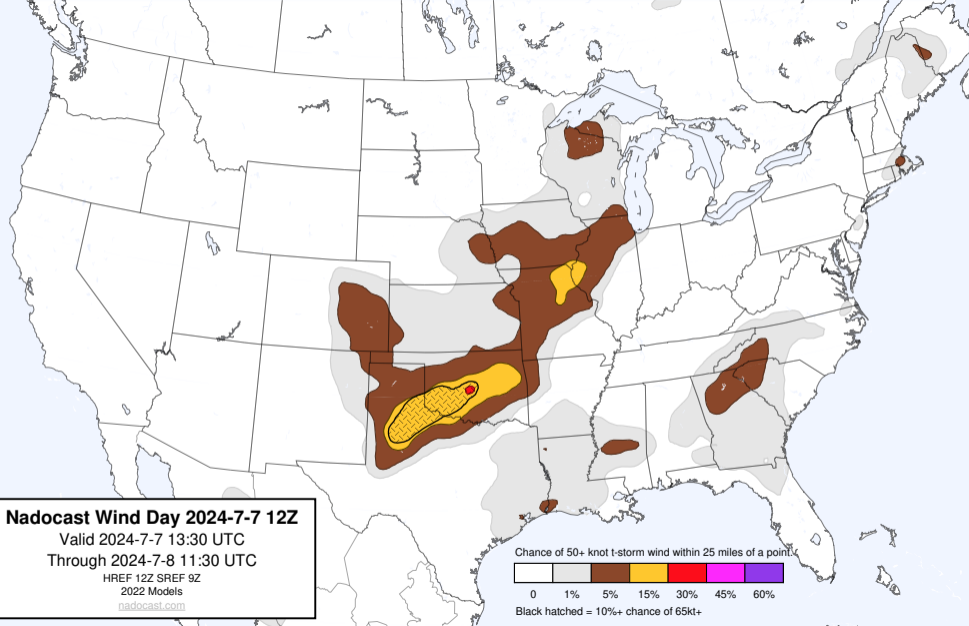 Nadocast Wind Day 2024-7-7 12Z
Valid 2024-7-7 13:30 UTC
Through 2024-7-8 11:30 UTC
HREF 12Z SREF 9Z
2022 Models
nadocast.com
Chance of 50+ knot t-storm wind within 25 miles of a point.
0 1% 5% 15% 30% 45% 60%
Black hatched = 10%+ chance of 65kt+